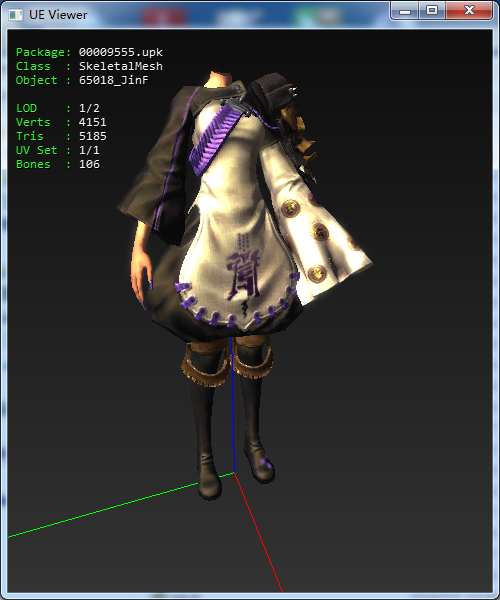 UE Viewer
Package: 00009555.upk
Class : SkeletalMesh
Object : 65018_JinF
LOD : 1/2
Verts : 4151
Tris : 5185
UV Set : 1/1
Bones : 106